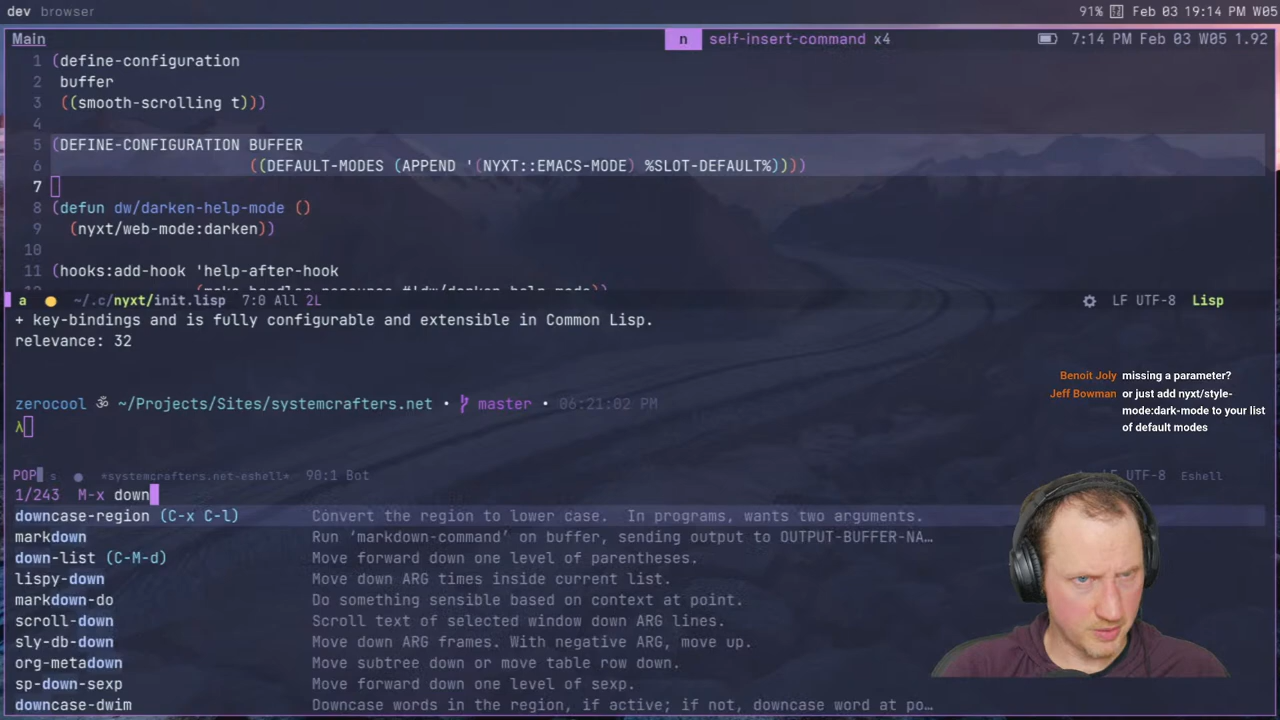 dev browser
91% Feb 03 19:14 PM W05
Main
n self-insert-command x4
7:14 PM Feb 03 W05 1.92
1 (define-configuration
2 buffer
3 ((smooth-scrolling t)))
4
5 (DEFINE-CONFIGURATION BUFFER
6 ((DEFAULT-MODES (APPEND '(NYXT::EMACS-MODE) %SLOT-DEFAULT%))))
7
8 (defun dw/darken-help-mode ()
9 (nyxt/web-mode:darken))
10
11 (hooks:add-hook 'help-after-hook
a ~/.c/nyxt/init.lisp 7:0 All 2L
LF UTF-8 Lisp
+ key-bindings and is fully configurable and extensible in Common Lisp.
relevance: 32
Benoit Joly missing a parameter?
Jeff Bowman or just add nyxt/style-
mode:dark-mode to your list
of default modes
zerocool ॐ ~/Projects/Sites/systemcrafters.net • master • 06:21:02 PM
λ
POP s *systemcrafters.net-eshell* 90:1 Bot
LF UTF-8 Eshell
1/243 M-x down
downcase-region (C-x C-l) Convert the region to lower case. In programs, wants two arguments.
markdown Run ‘markdown-command’ on buffer, sending output to OUTPUT-BUFFER-NA…
down-list (C-M-d) Move forward down one level of parentheses.
lispy-down Move down ARG times inside current list.
markdown-do Do something sensible based on context at point.
scroll-down Scroll text of selected window down ARG lines.
sly-db-down Move down ARG frames. With negative ARG, move up.
org-metadown Move subtree down or move table row down.
sp-down-sexp Move forward down one level of sexp.
downcase-dwim Downcase words in the region, if active; if not, downcase word at po…